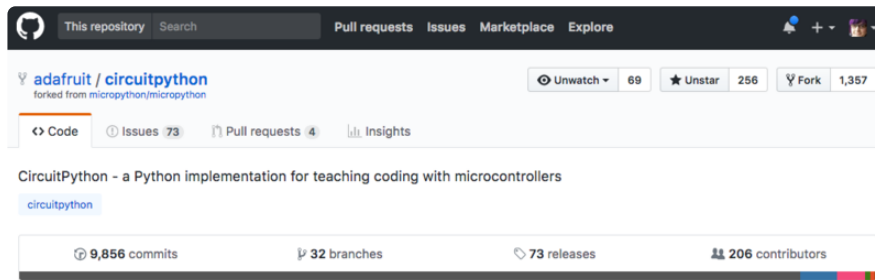 This repository Search Pull requests Issues Marketplace Explore
adafruit / circuitpython Unwatch 69 Unstar 256 Fork 1,357
forked from micropython/micropython
Code Issues 73 Pull requests 4 Insights
CircuitPython - a Python implementation for teaching coding with microcontrollers
circuitpython
9,856 commits 32 branches 73 releases 206 contributors